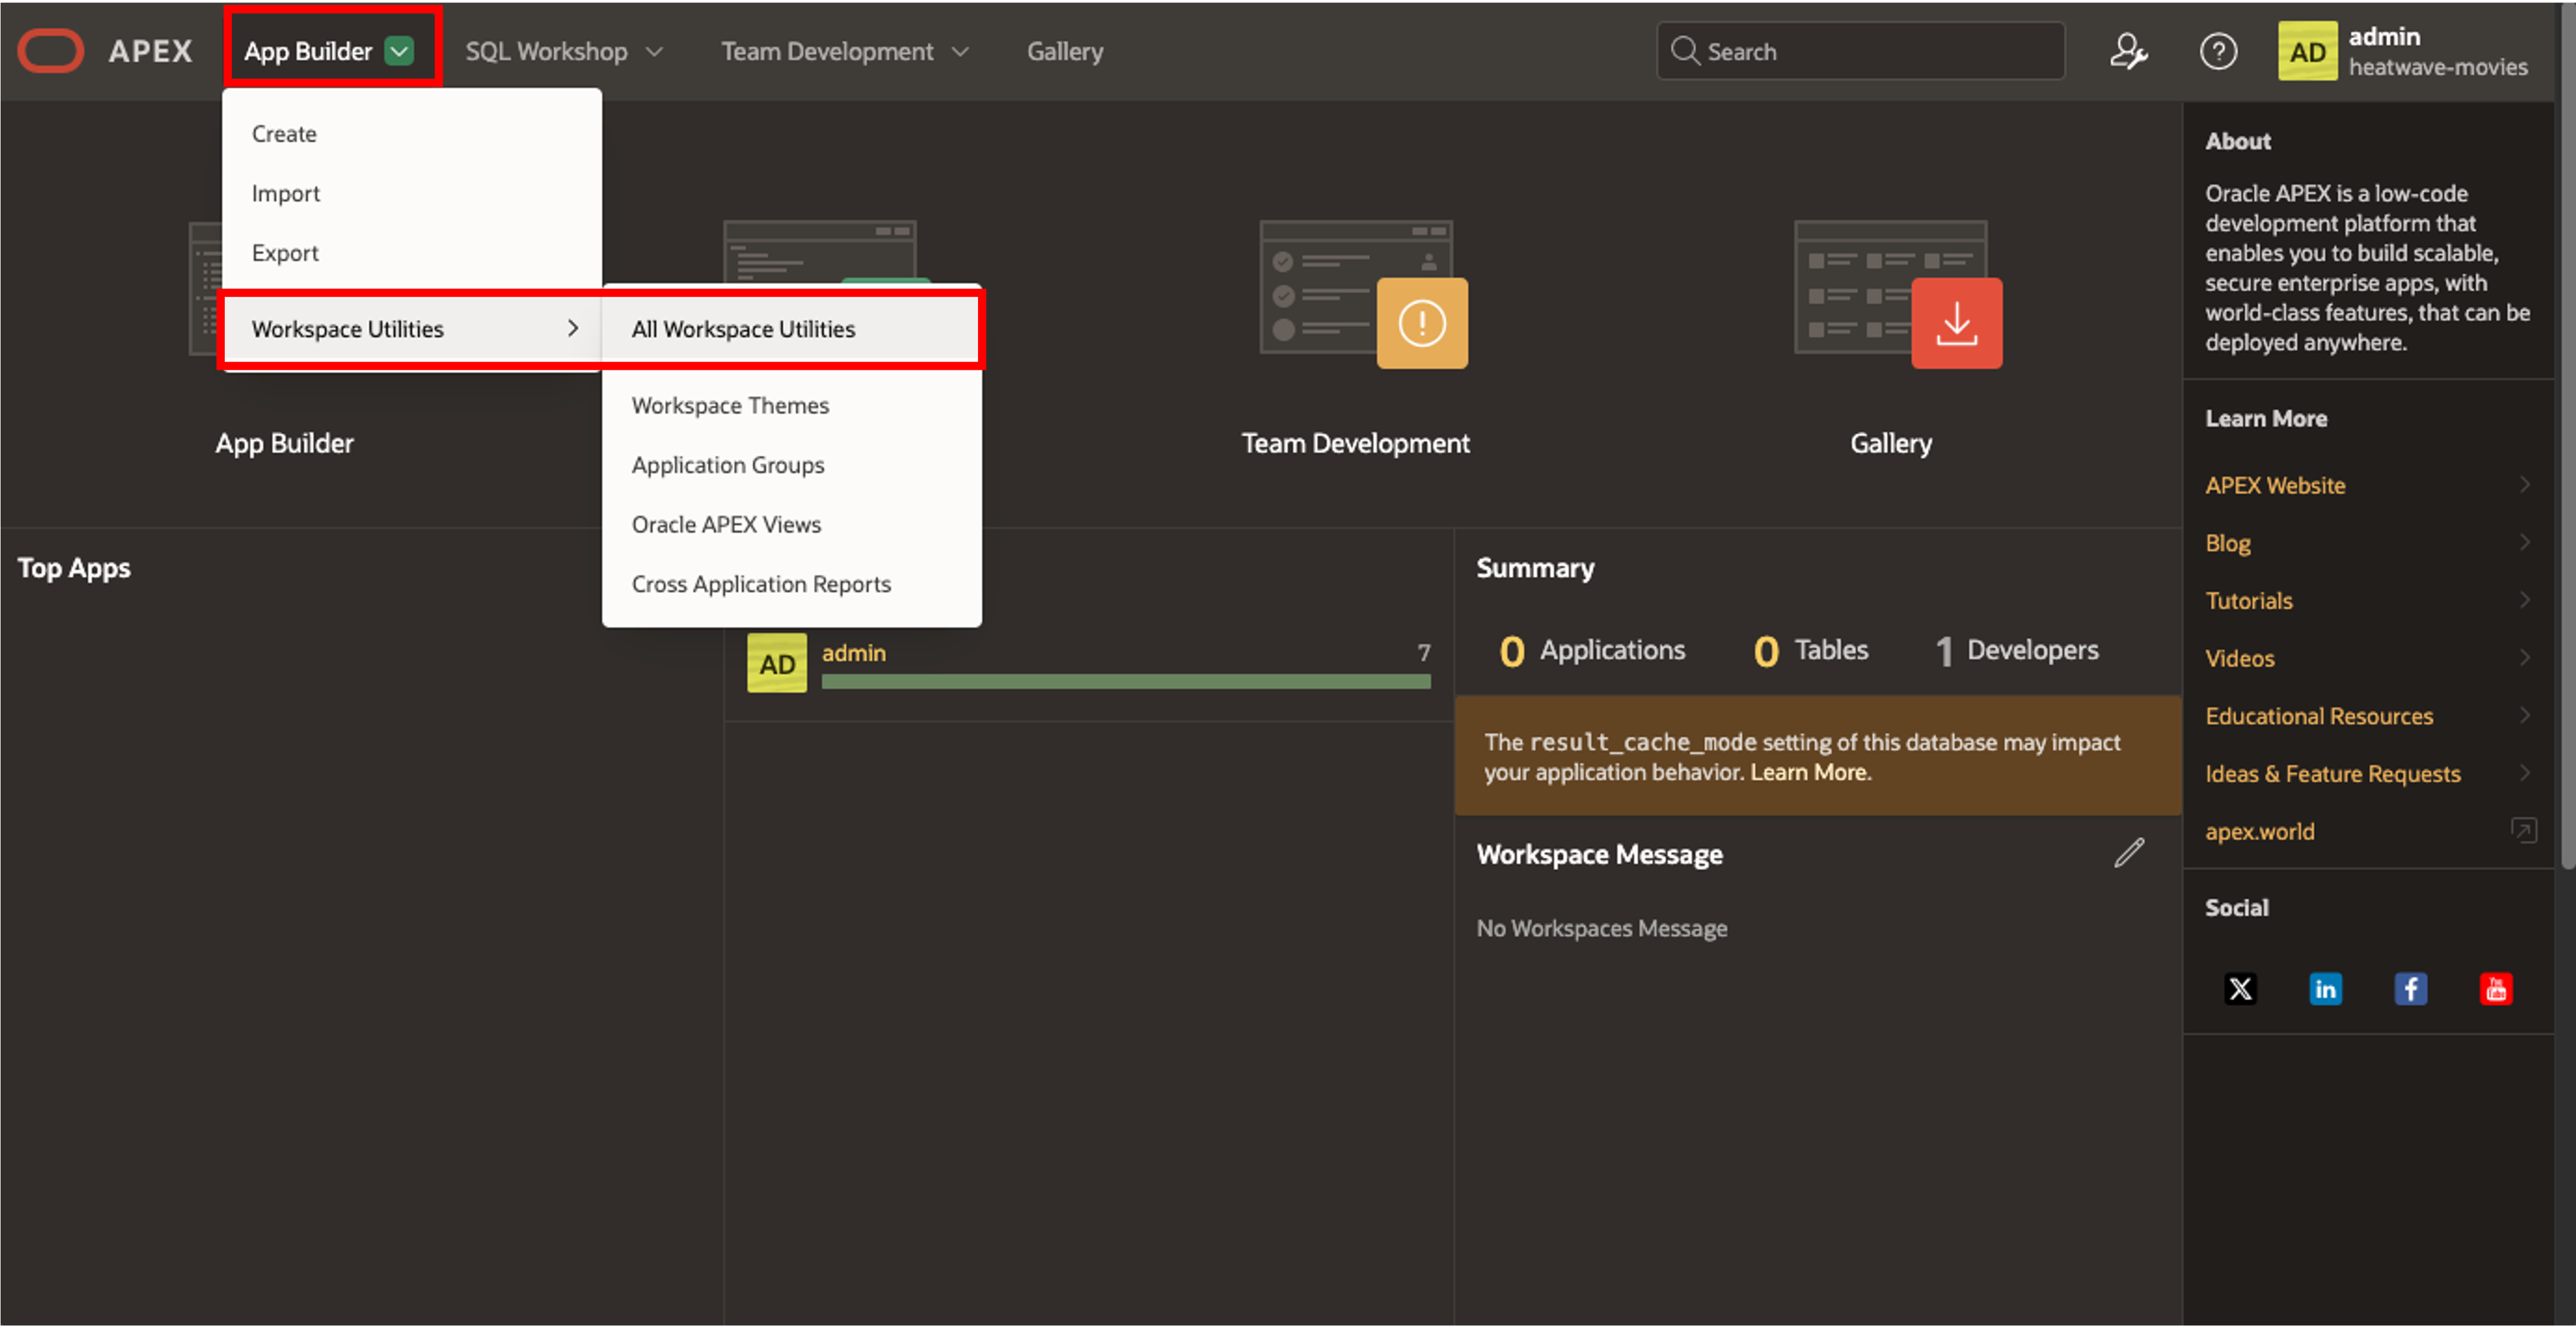 APEX
App Builder
SQL Workshop
Team Development
Gallery
Search
AD
admin
heatwave-movies
Create
Import
Export
Workspace Utilities
All Workspace Utilities
Workspace Themes
Application Groups
Oracle APEX Views
Cross Application Reports
App Builder
Team Development
Gallery
Top Apps
AD
admin
7
Summary
0 Applications
0 Tables
1 Developers
The result_cache_mode setting of this database may impact
your application behavior. Learn More.
Workspace Message
No Workspaces Message
About
Oracle APEX is a low-code
development platform that
enables you to build scalable,
secure enterprise apps, with
world-class features, that can be
deployed anywhere.
Learn More
APEX Website
Blog
Tutorials
Videos
Educational Resources
Ideas & Feature Requests
apex.world
Social